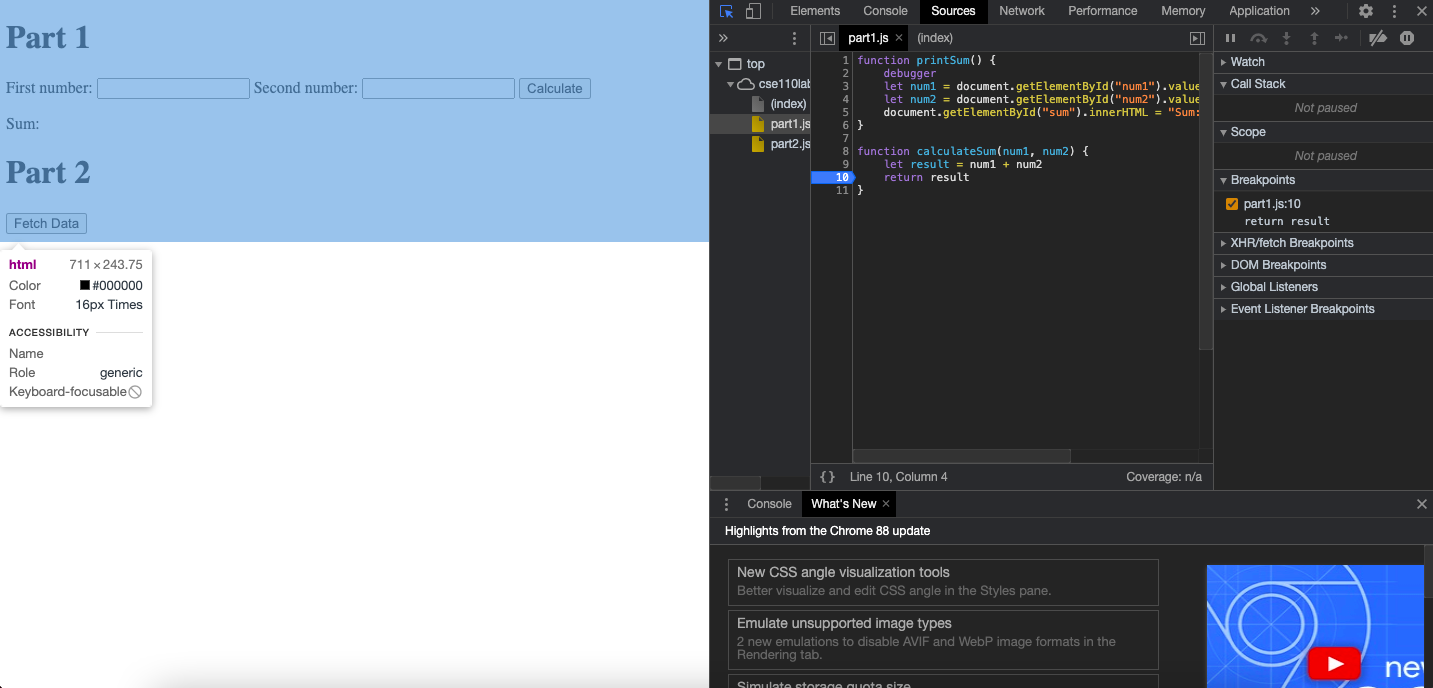 Part 1
First number: Second number: Calculate
Sum:
Part 2
Fetch Data
html 711 × 243.75
Color #000000
Font 16px Times
ACCESSIBILITY
Name
Role generic
Keyboard-focusable
Elements Console Sources Network Performance Memory Application »
» part1.js × (index)
top
cse110lab
(index)
part1.js
part2.js
1 function printSum() {
2 debugger
3 let num1 = document.getElementById("num1").value
4 let num2 = document.getElementById("num2").value
5 document.getElementById("sum").innerHTML = "Sum:
6 }
7
8 function calculateSum(num1, num2) {
9 let result = num1 + num2
10 return result
11 }
{} Line 10, Column 4 Coverage: n/a
Watch
Call Stack
Not paused
Scope
Not paused
Breakpoints
part1.js:10
return result
XHR/fetch Breakpoints
DOM Breakpoints
Global Listeners
Event Listener Breakpoints
Console What's New ×
Highlights from the Chrome 88 update
New CSS angle visualization tools
Better visualize and edit CSS angle in the Styles pane.
Emulate unsupported image types
2 new emulations to disable AVIF and WebP image formats in the
Rendering tab.
Simulate storage quota size
new